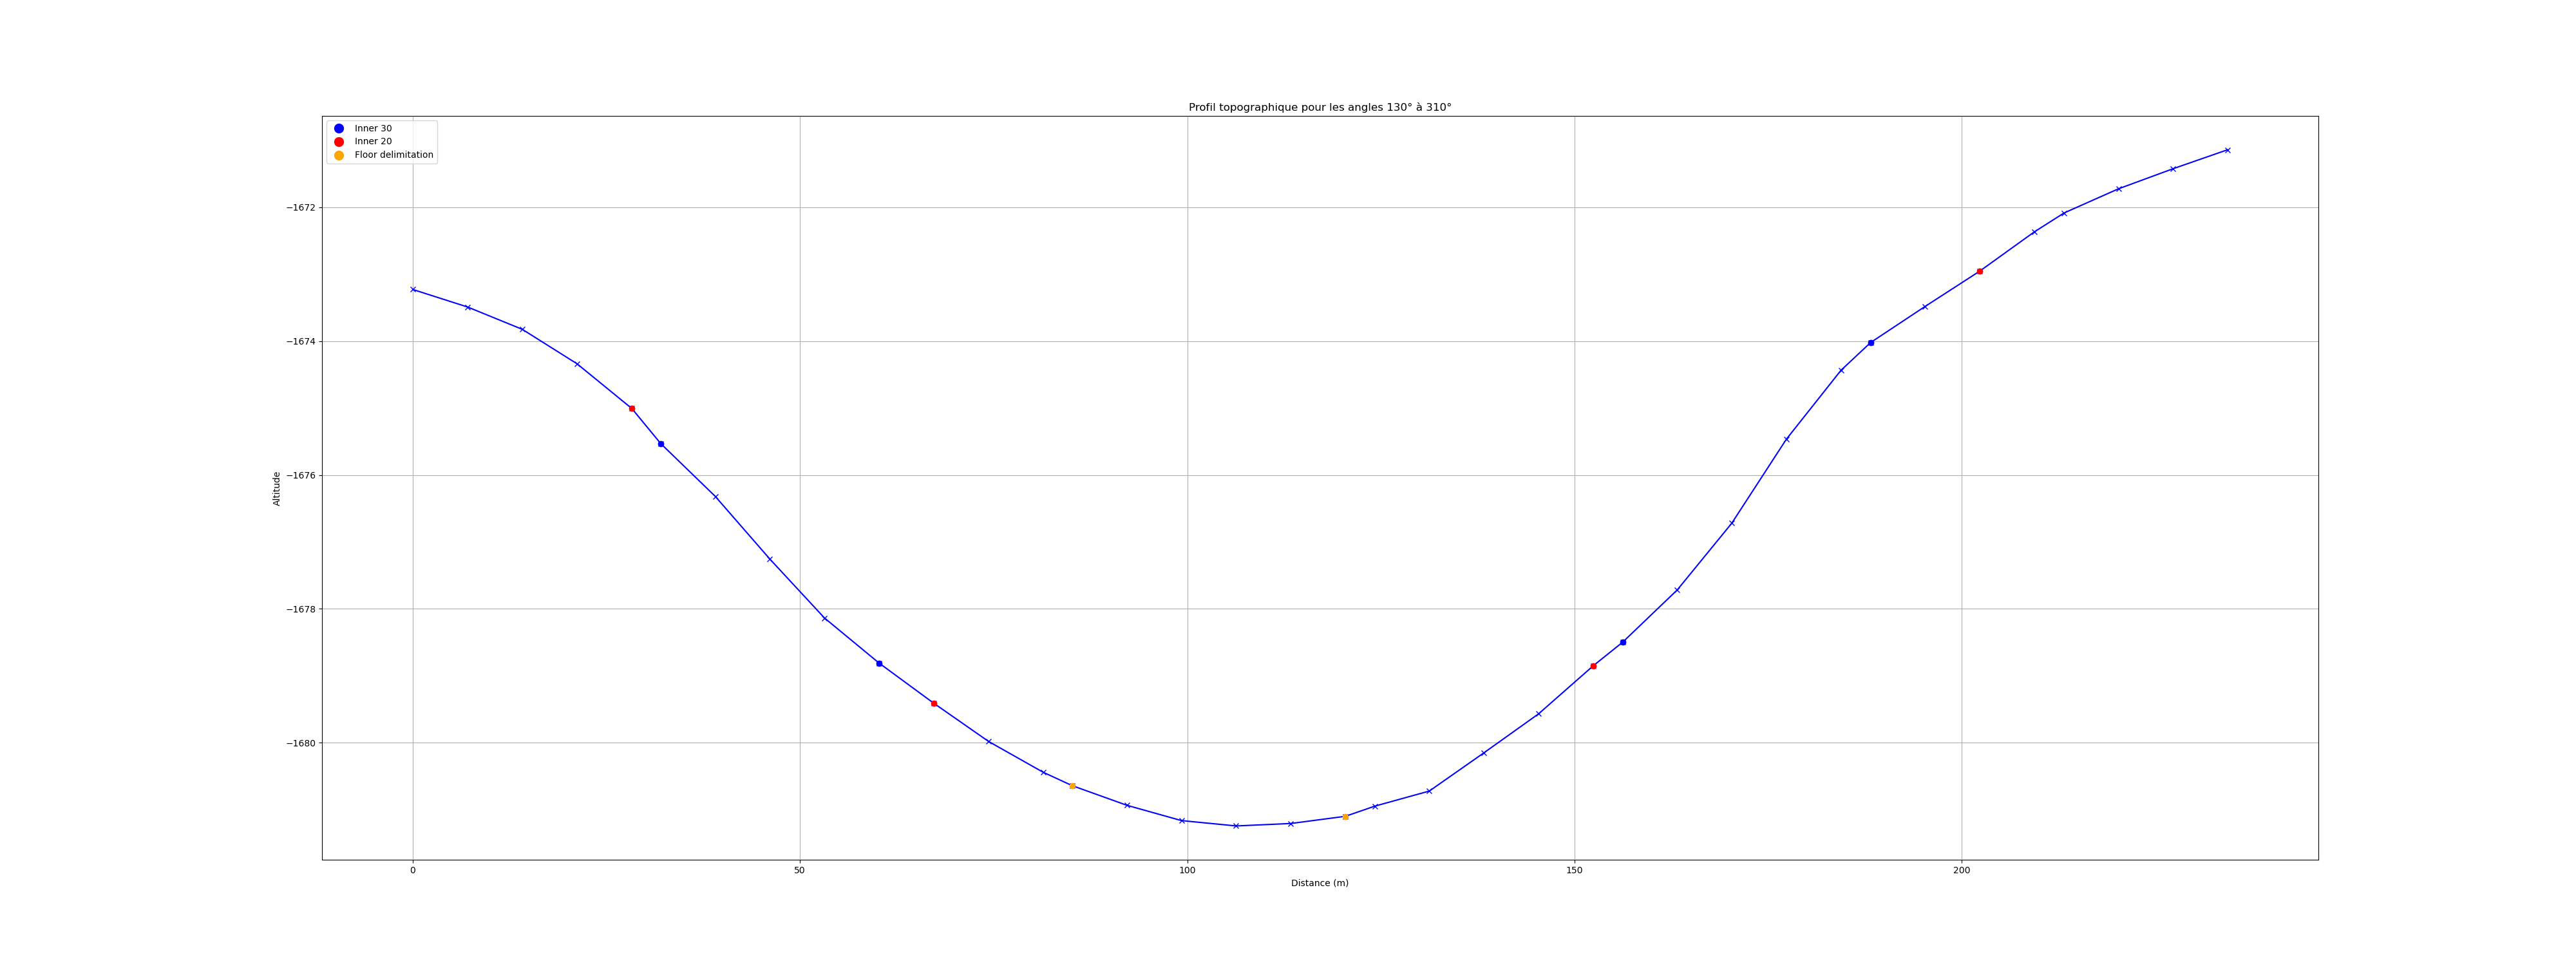 Profil topographique pour les angles 130° à 310°
Inner 30
Inner 20
Floor delimitation
Altitude
−1672
−1674
−1676
−1678
−1680
0
50
100
150
200
Distance (m)